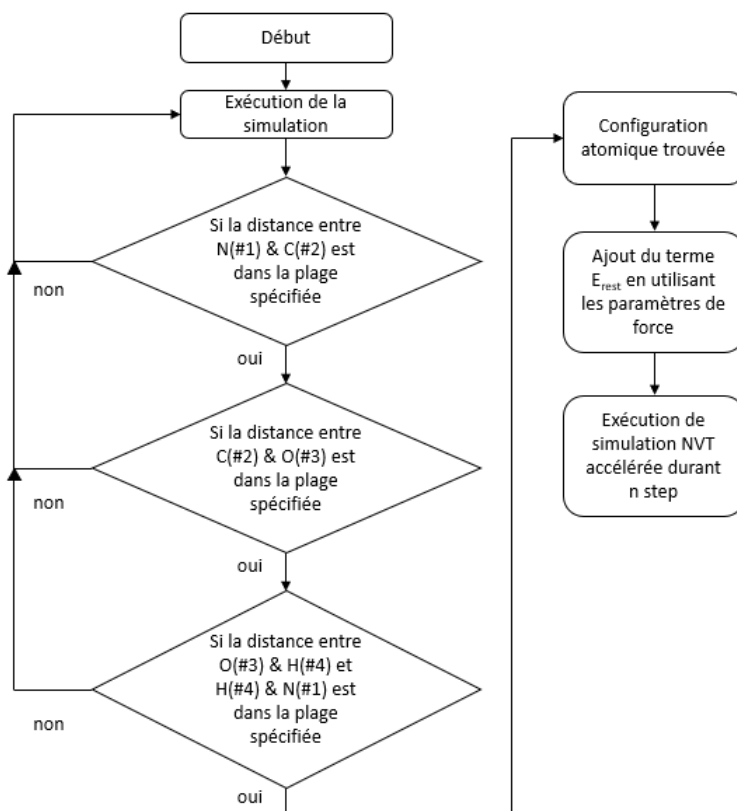 Début
Exécution de la
simulation
Si la distance entre
N(#1) & C(#2) est
dans la plage
spécifiée
non
oui
Si la distance entre
C(#2) & O(#3) est
dans la plage
spécifiée
non
oui
Si la distance entre
O(#3) & H(#4) et
H(#4) & N(#1) est
dans la plage
spécifiée
non
oui
Configuration
atomique trouvée
Ajout du terme
Erest en utilisant
les paramètres de
force
Exécution de
simulation NVT
accélérée durant
n step